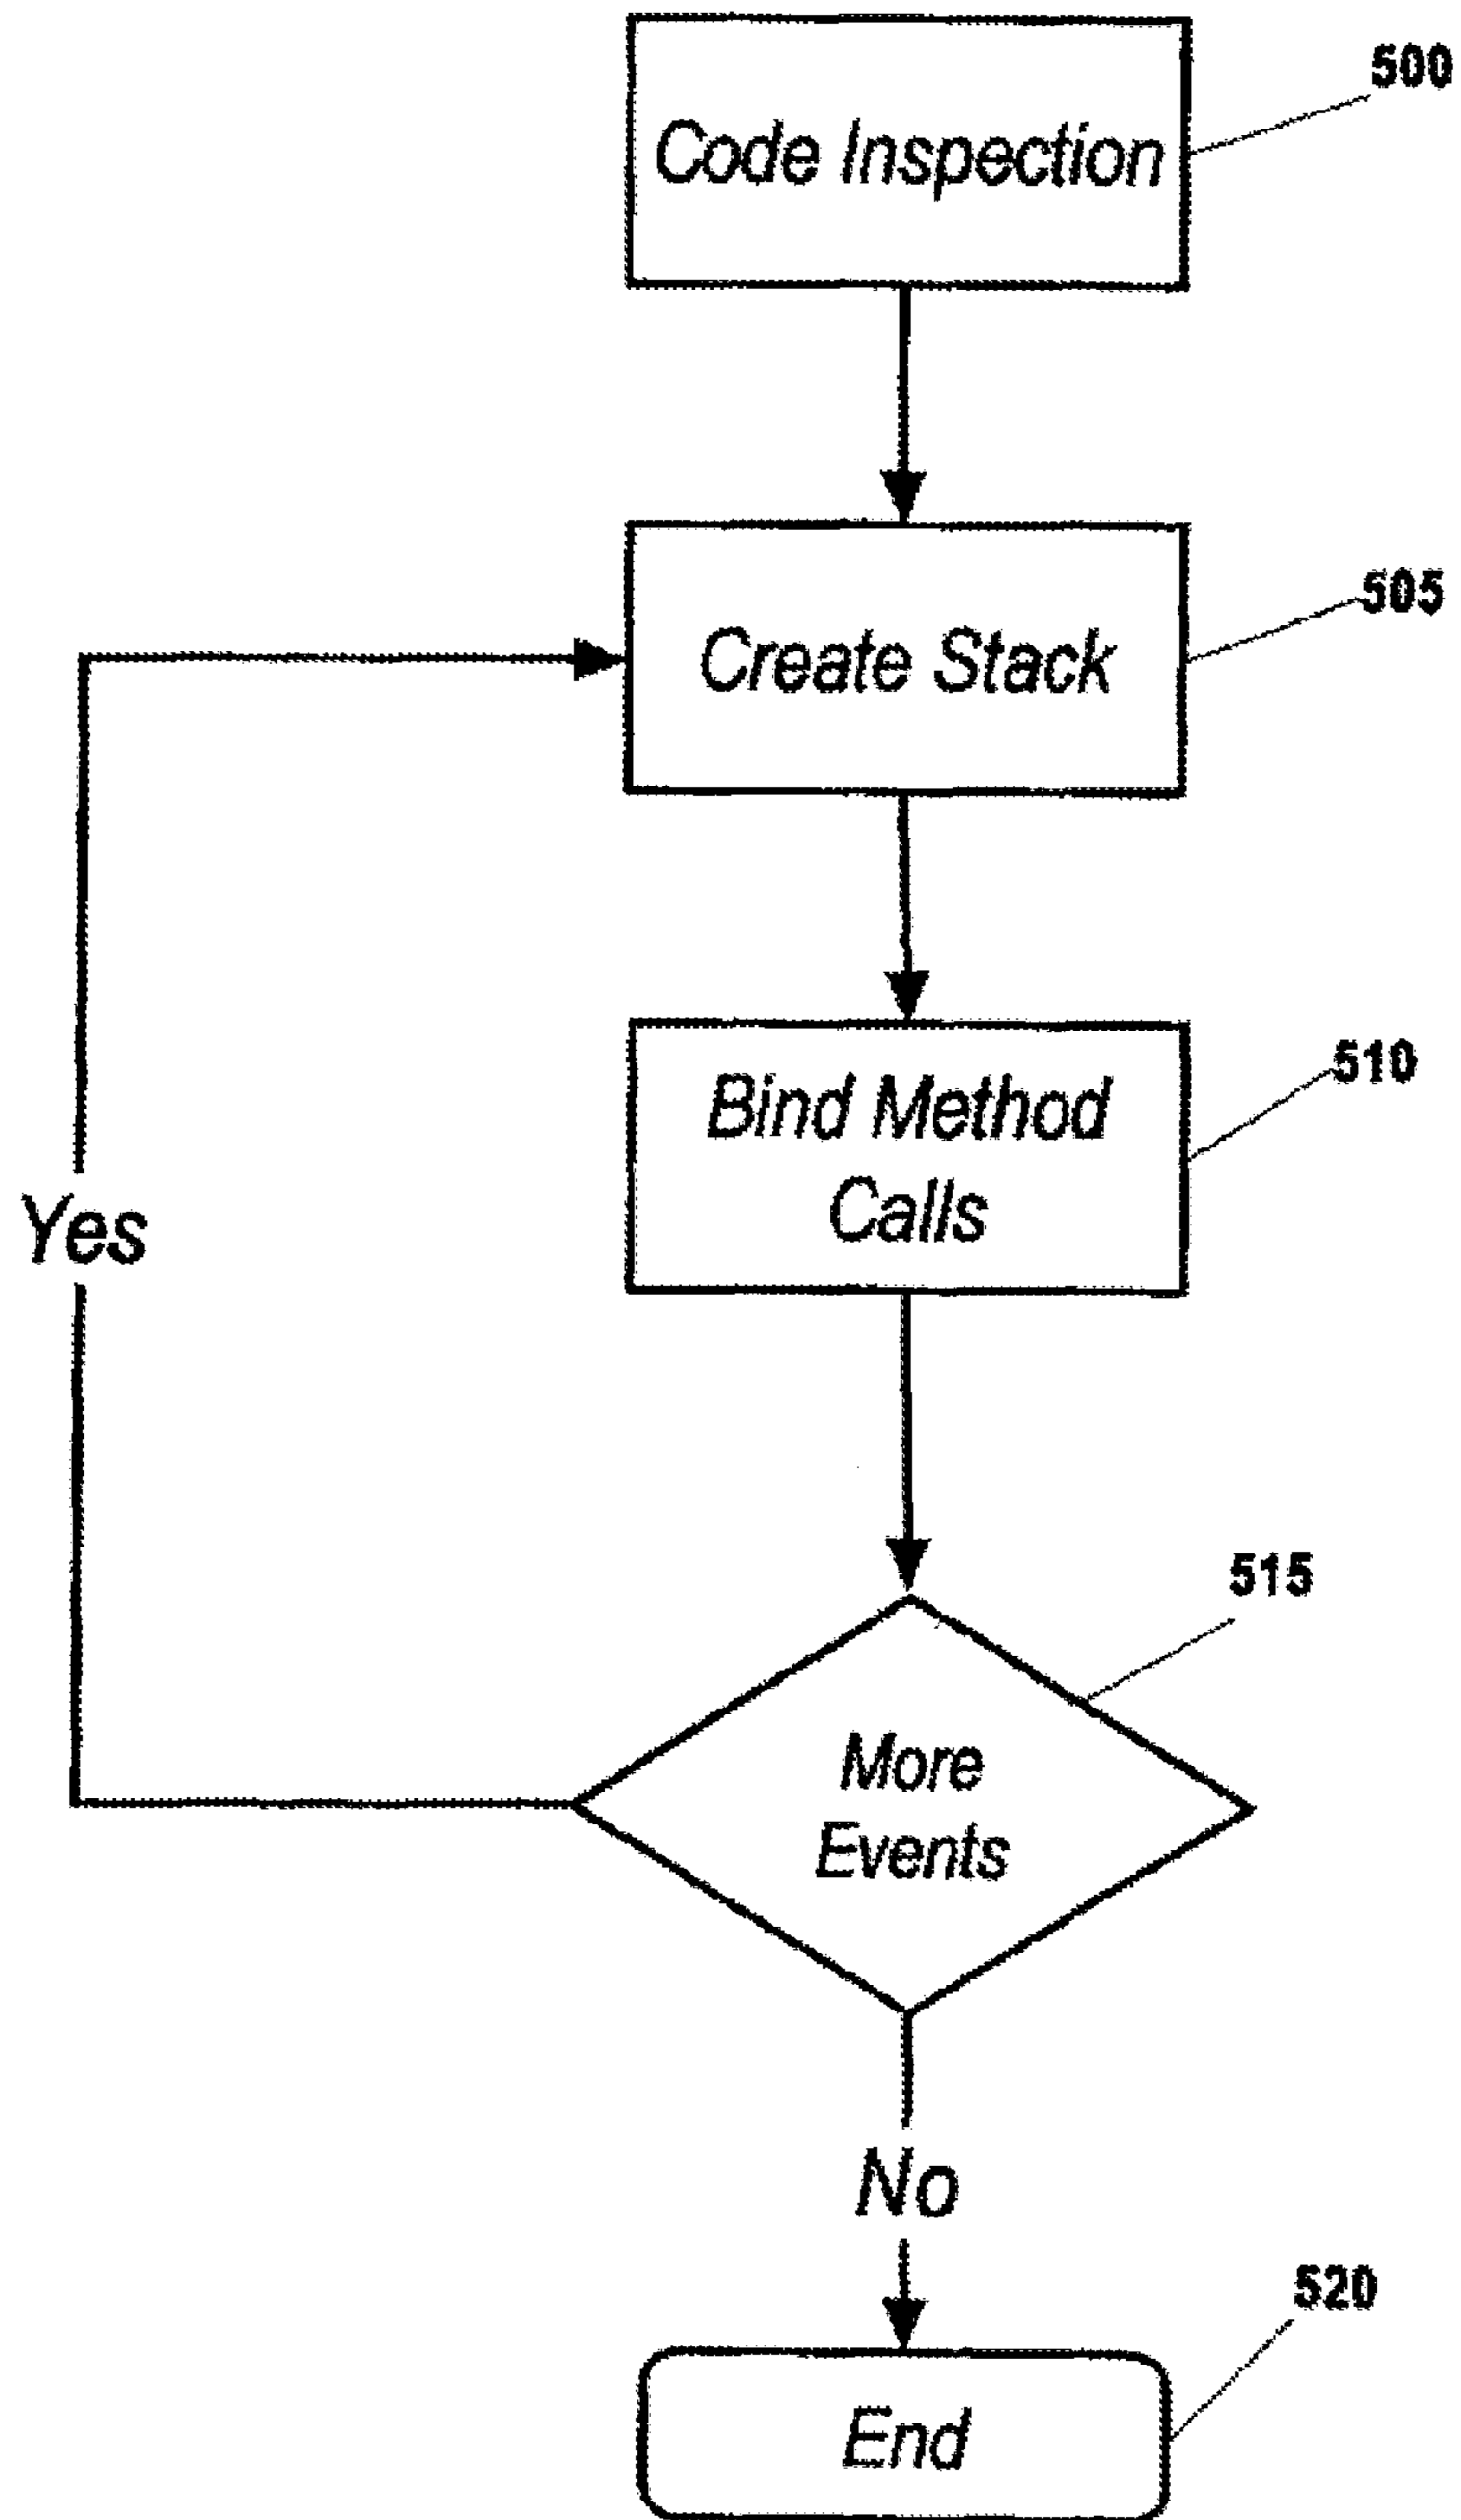 500
Code Inspection
505
Create Stack
510
Bind Method
Calls
Yes
515
More
Events
No
520
End